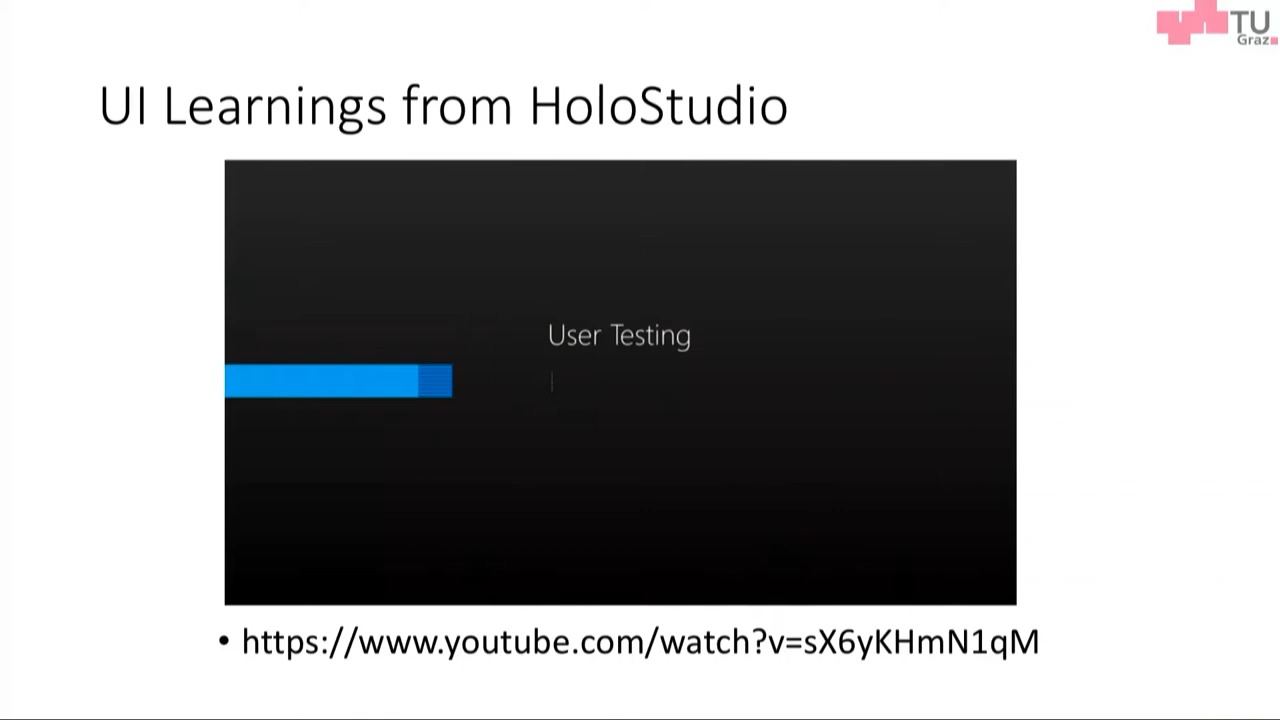 TU
Graz
UI Learnings from HoloStudio
User Testing
• https://www.youtube.com/watch?v=sX6yKHmN1qM